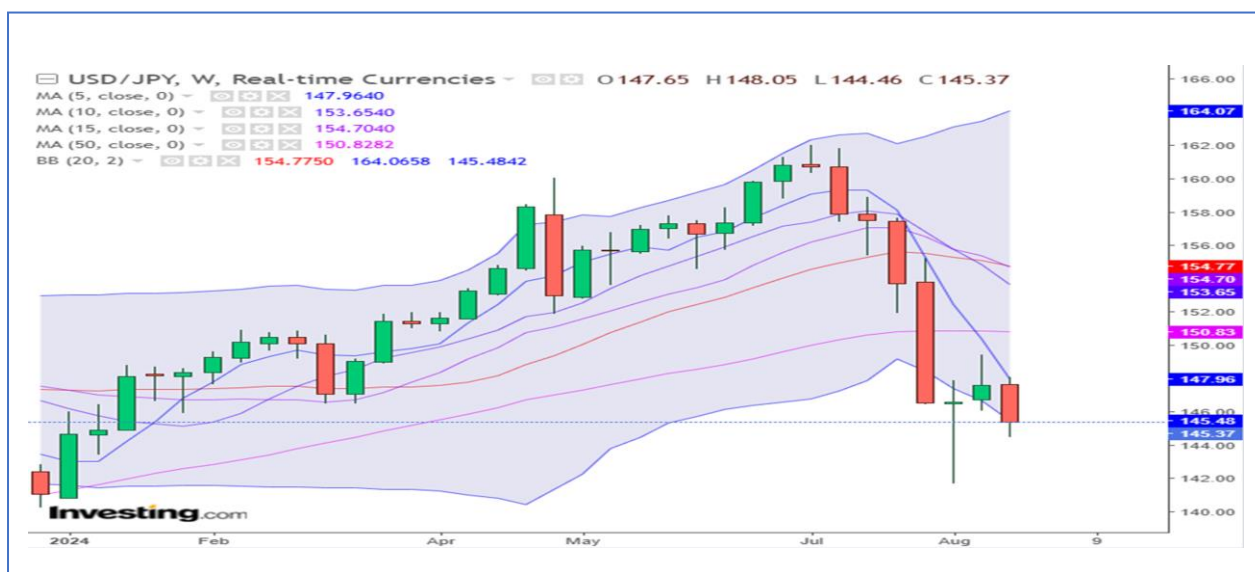 USD/JPY, W, Real-time Currencies O147.65 H148.05 L144.46 C145.37
MA (5, close, 0) 147.9640
MA (10, close, 0) 153.6540
MA (15, close, 0) 154.7040
MA (50, close, 0) 150.8282
BB (20, 2) 154.7750 164.0658 145.4842
166.00
164.07
162.00
160.00
158.00
156.00
154.77
154.70
153.65
152.00
150.83
150.00
147.96
146.00
145.48
145.37
144.00
142.00
140.00
Investing.com
2024 Feb Apr May Jul Aug 9